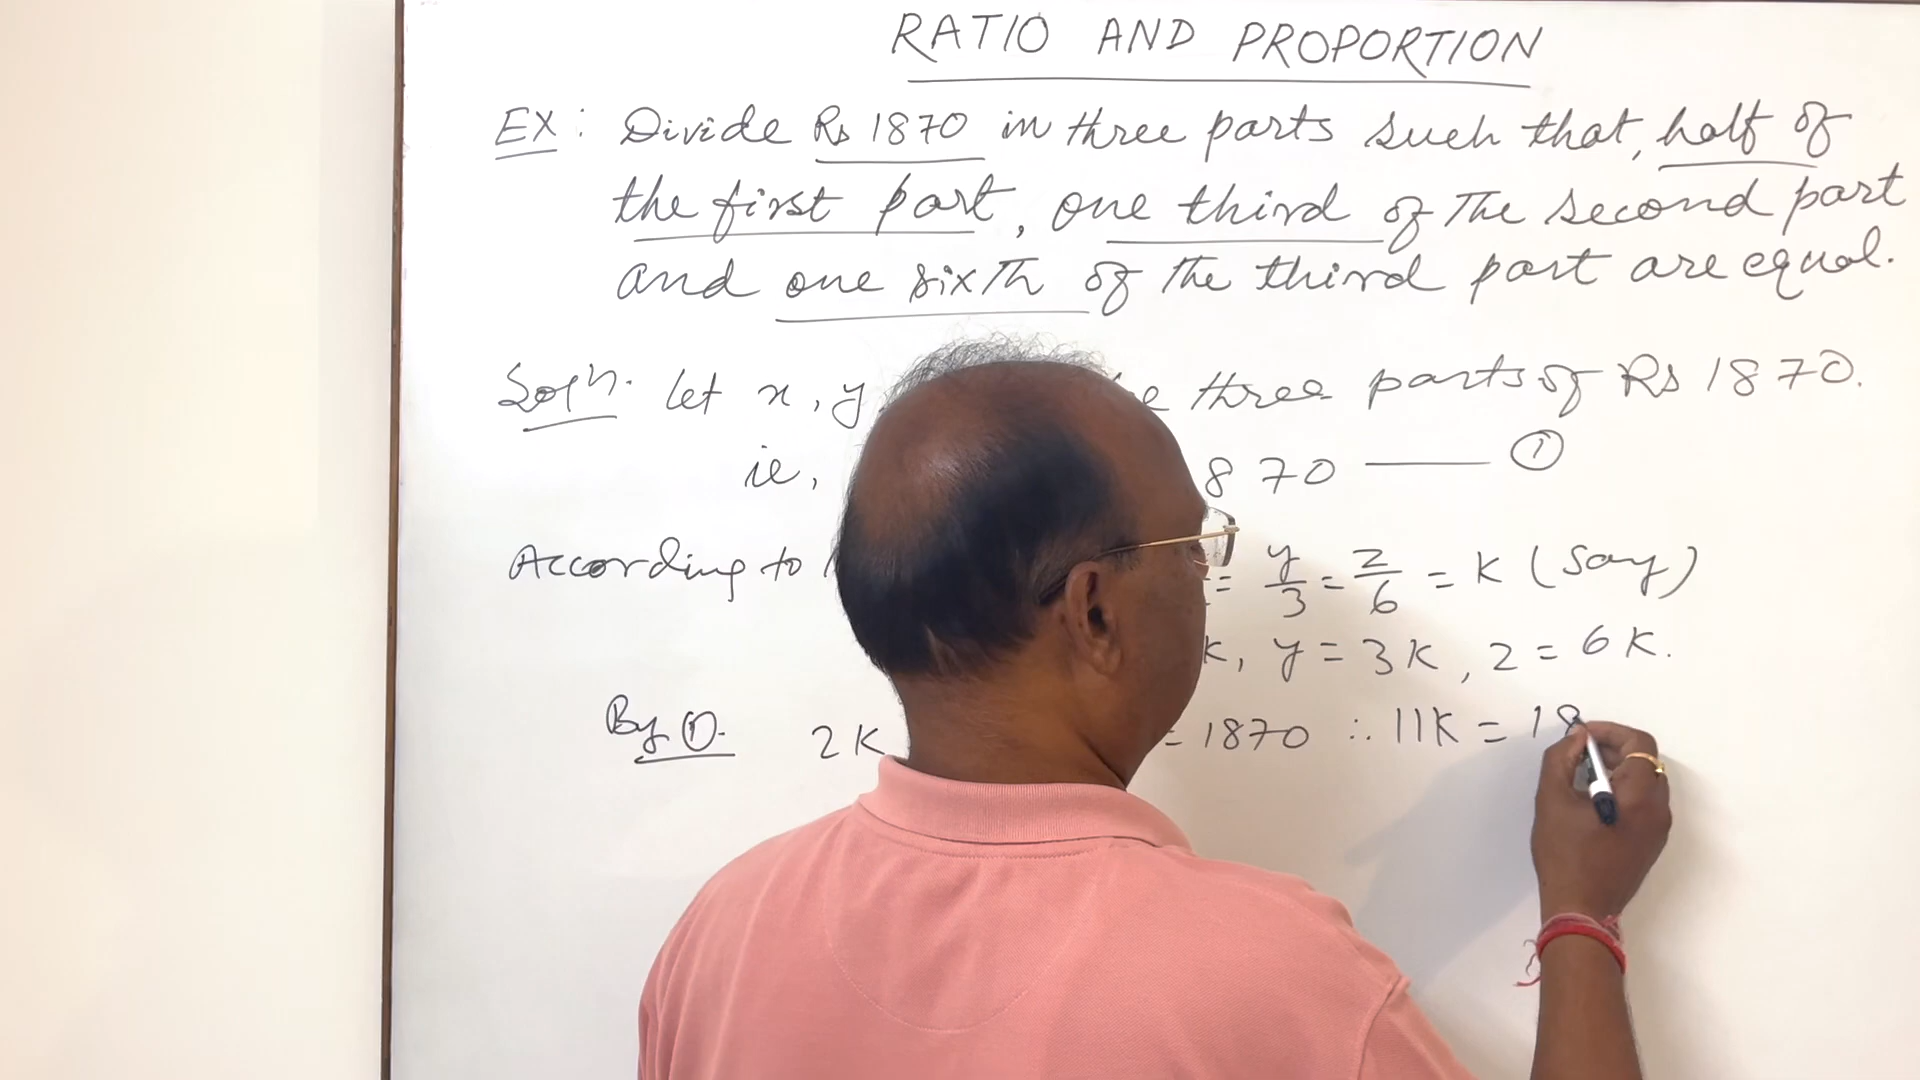 RATIO AND PROPORTION
EX: Divide Rs 1870 in three parts such that, half of
the first part, one third of the second part
and one sixth of the third part are equal.
Sol'n. Let x, y three parts of Rs 1870.
ie, 870 —— ①
According to = y/3 = z/6 = K (Say)
K, y = 3K, z = 6K.
By ①. 2K = 1870 ∴ 11K = 18